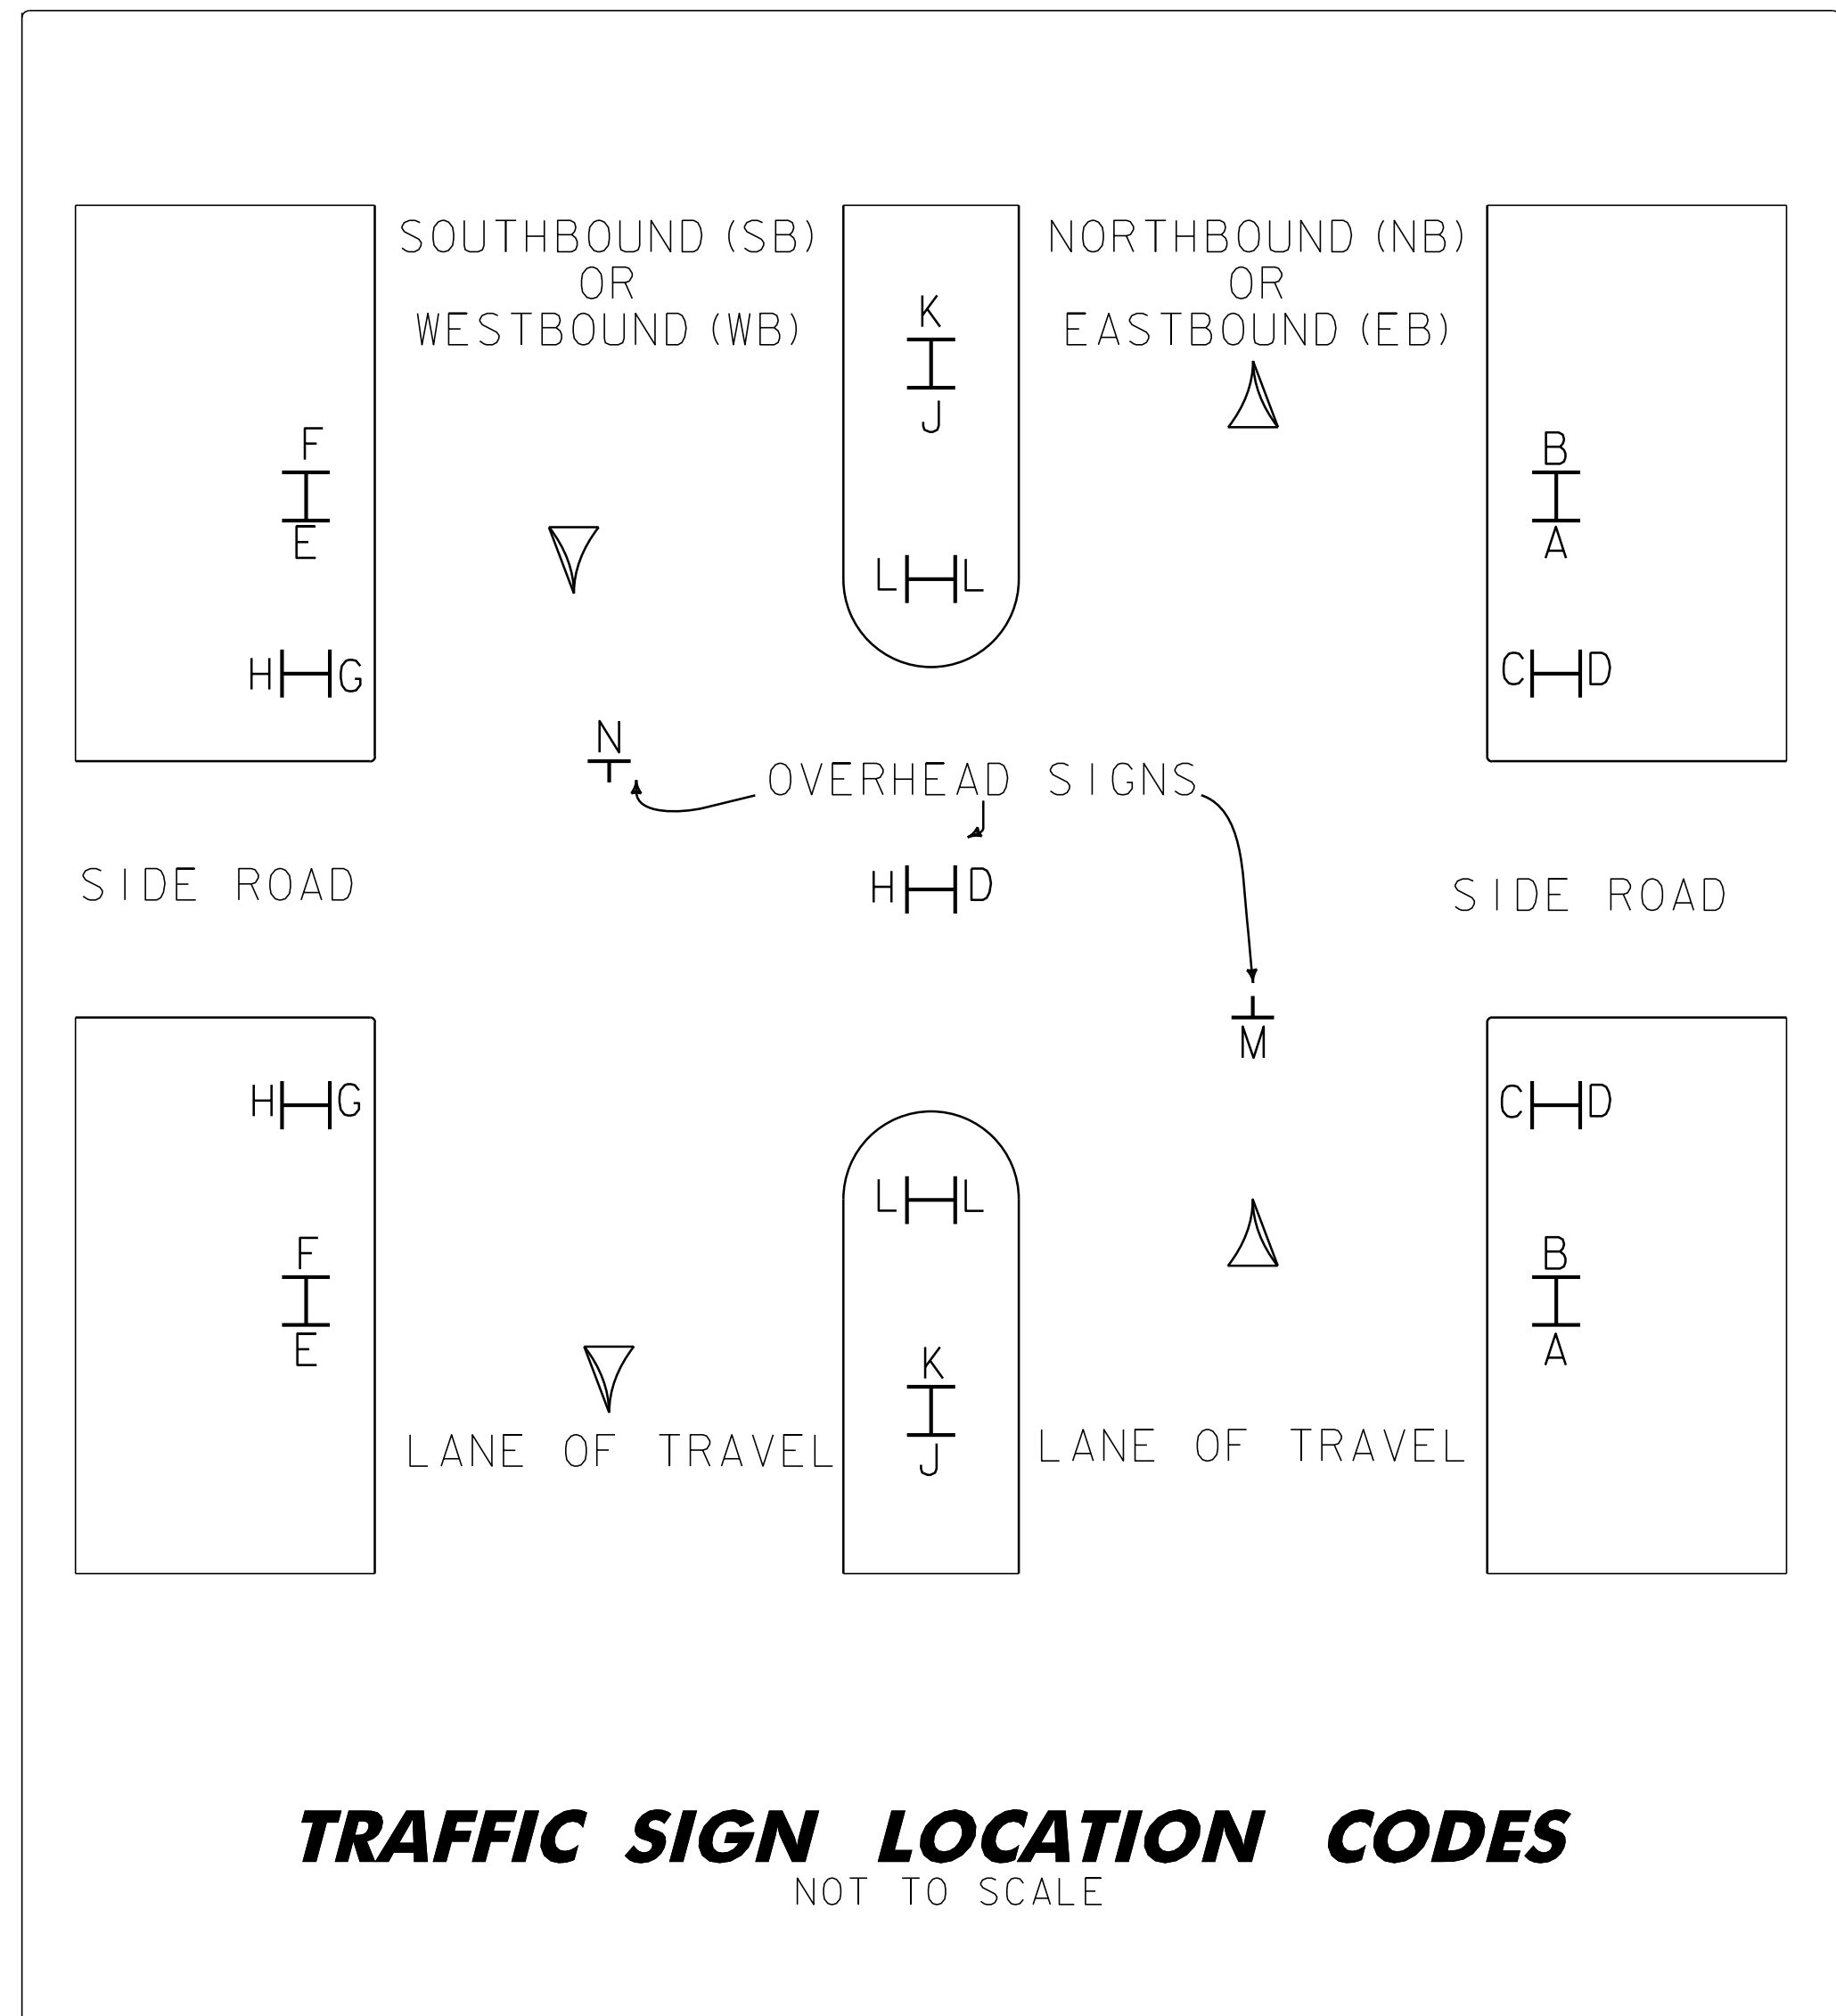 SOUTHBOUND (SB)
OR
WESTBOUND (WB)
NORTHBOUND (NB)
OR
EASTBOUND (EB)
K
J
F
E
B
A
L L
H G
C D
N
OVERHEAD SIGNS
H D
SIDE ROAD
SIDE ROAD
M
H G
C D
L L
F
E
B
A
K
J
LANE OF TRAVEL
LANE OF TRAVEL
TRAFFIC SIGN LOCATION CODES
NOT TO SCALE